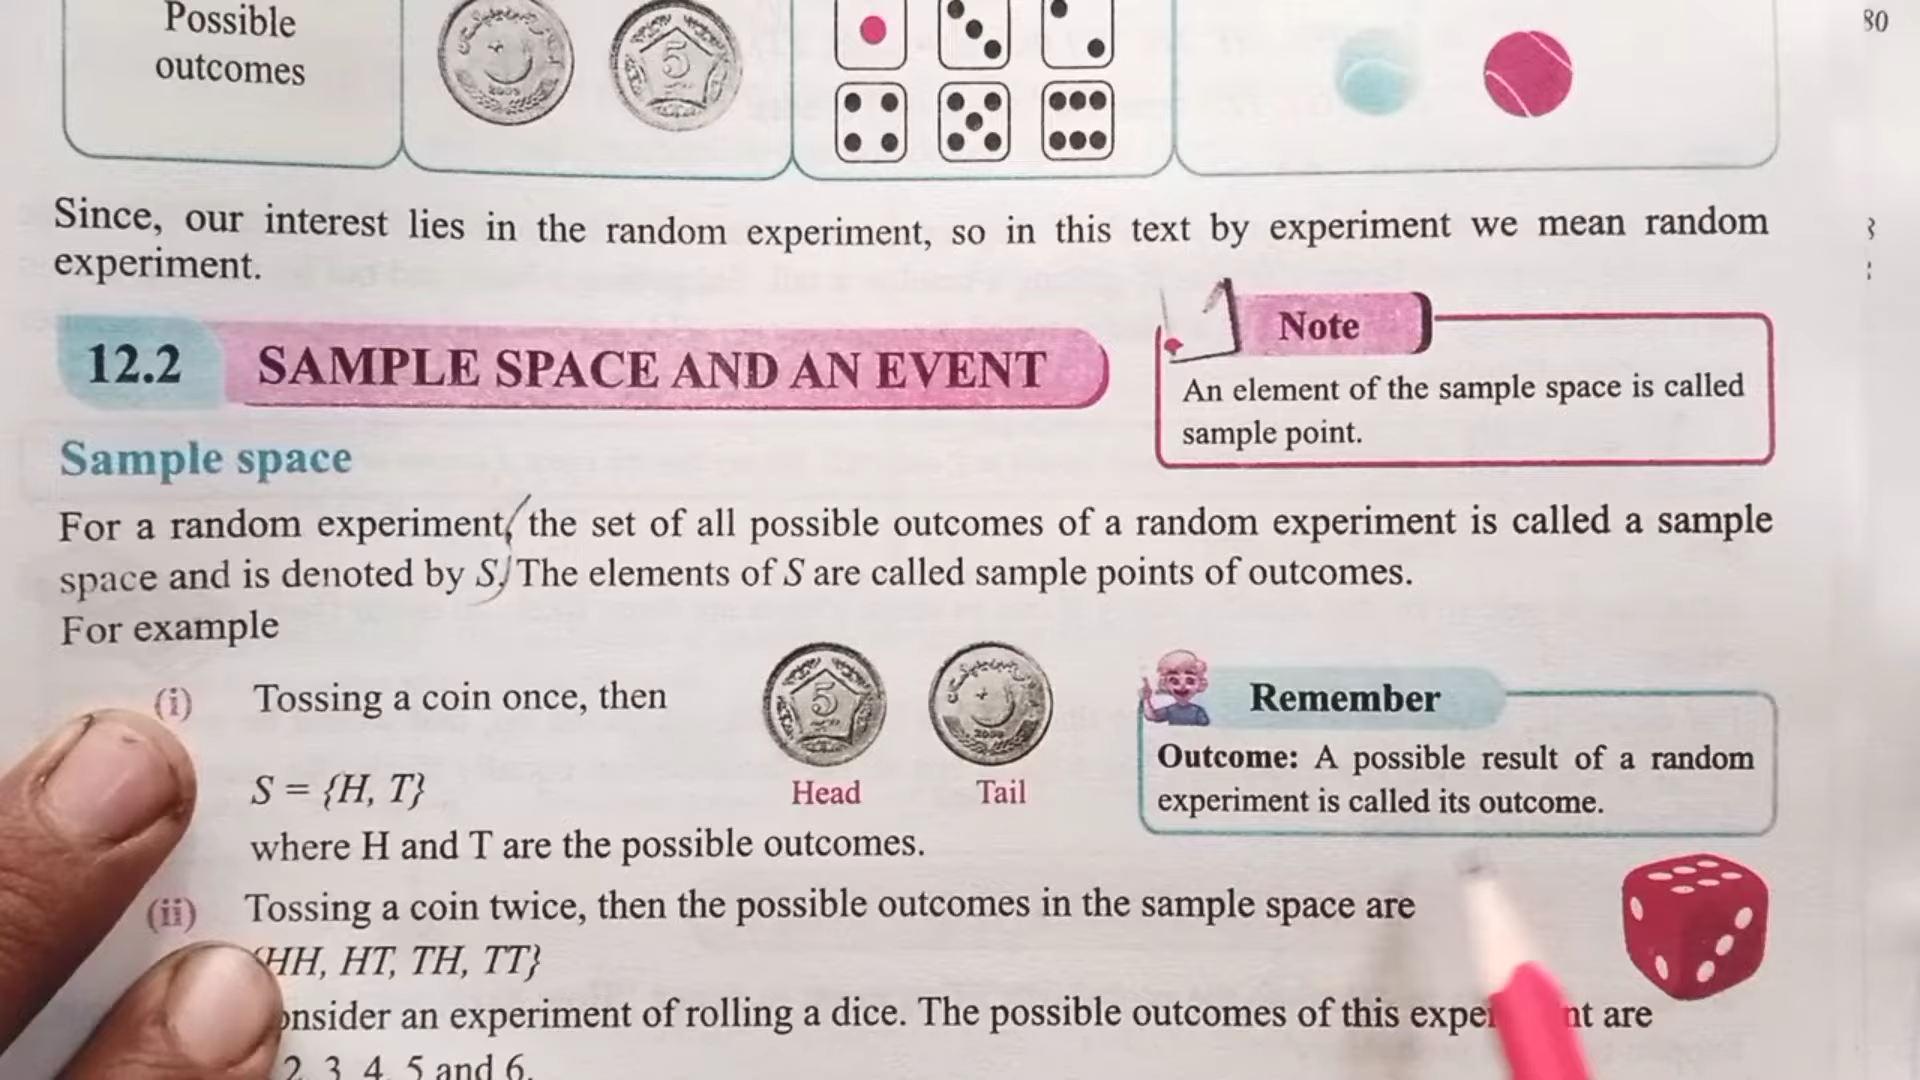 Possible
outcomes
5
80
Since, our interest lies in the random experiment, so in this text by experiment we mean random
experiment.
Note
12.2 SAMPLE SPACE AND AN EVENT
An element of the sample space is called
sample point.
Sample space
For a random experiment, the set of all possible outcomes of a random experiment is called a sample
space and is denoted by S. The elements of S are called sample points of outcomes.
For example
(i) Tossing a coin once, then
5
Remember
Outcome: A possible result of a random
experiment is called its outcome.
S = {H, T}
Head Tail
where H and T are the possible outcomes.
(ii) Tossing a coin twice, then the possible outcomes in the sample space are
HH, HT, TH, TT}
an experiment of rolling a dice. The possible outcomes of this are
2, 3, 4, 5 and 6.